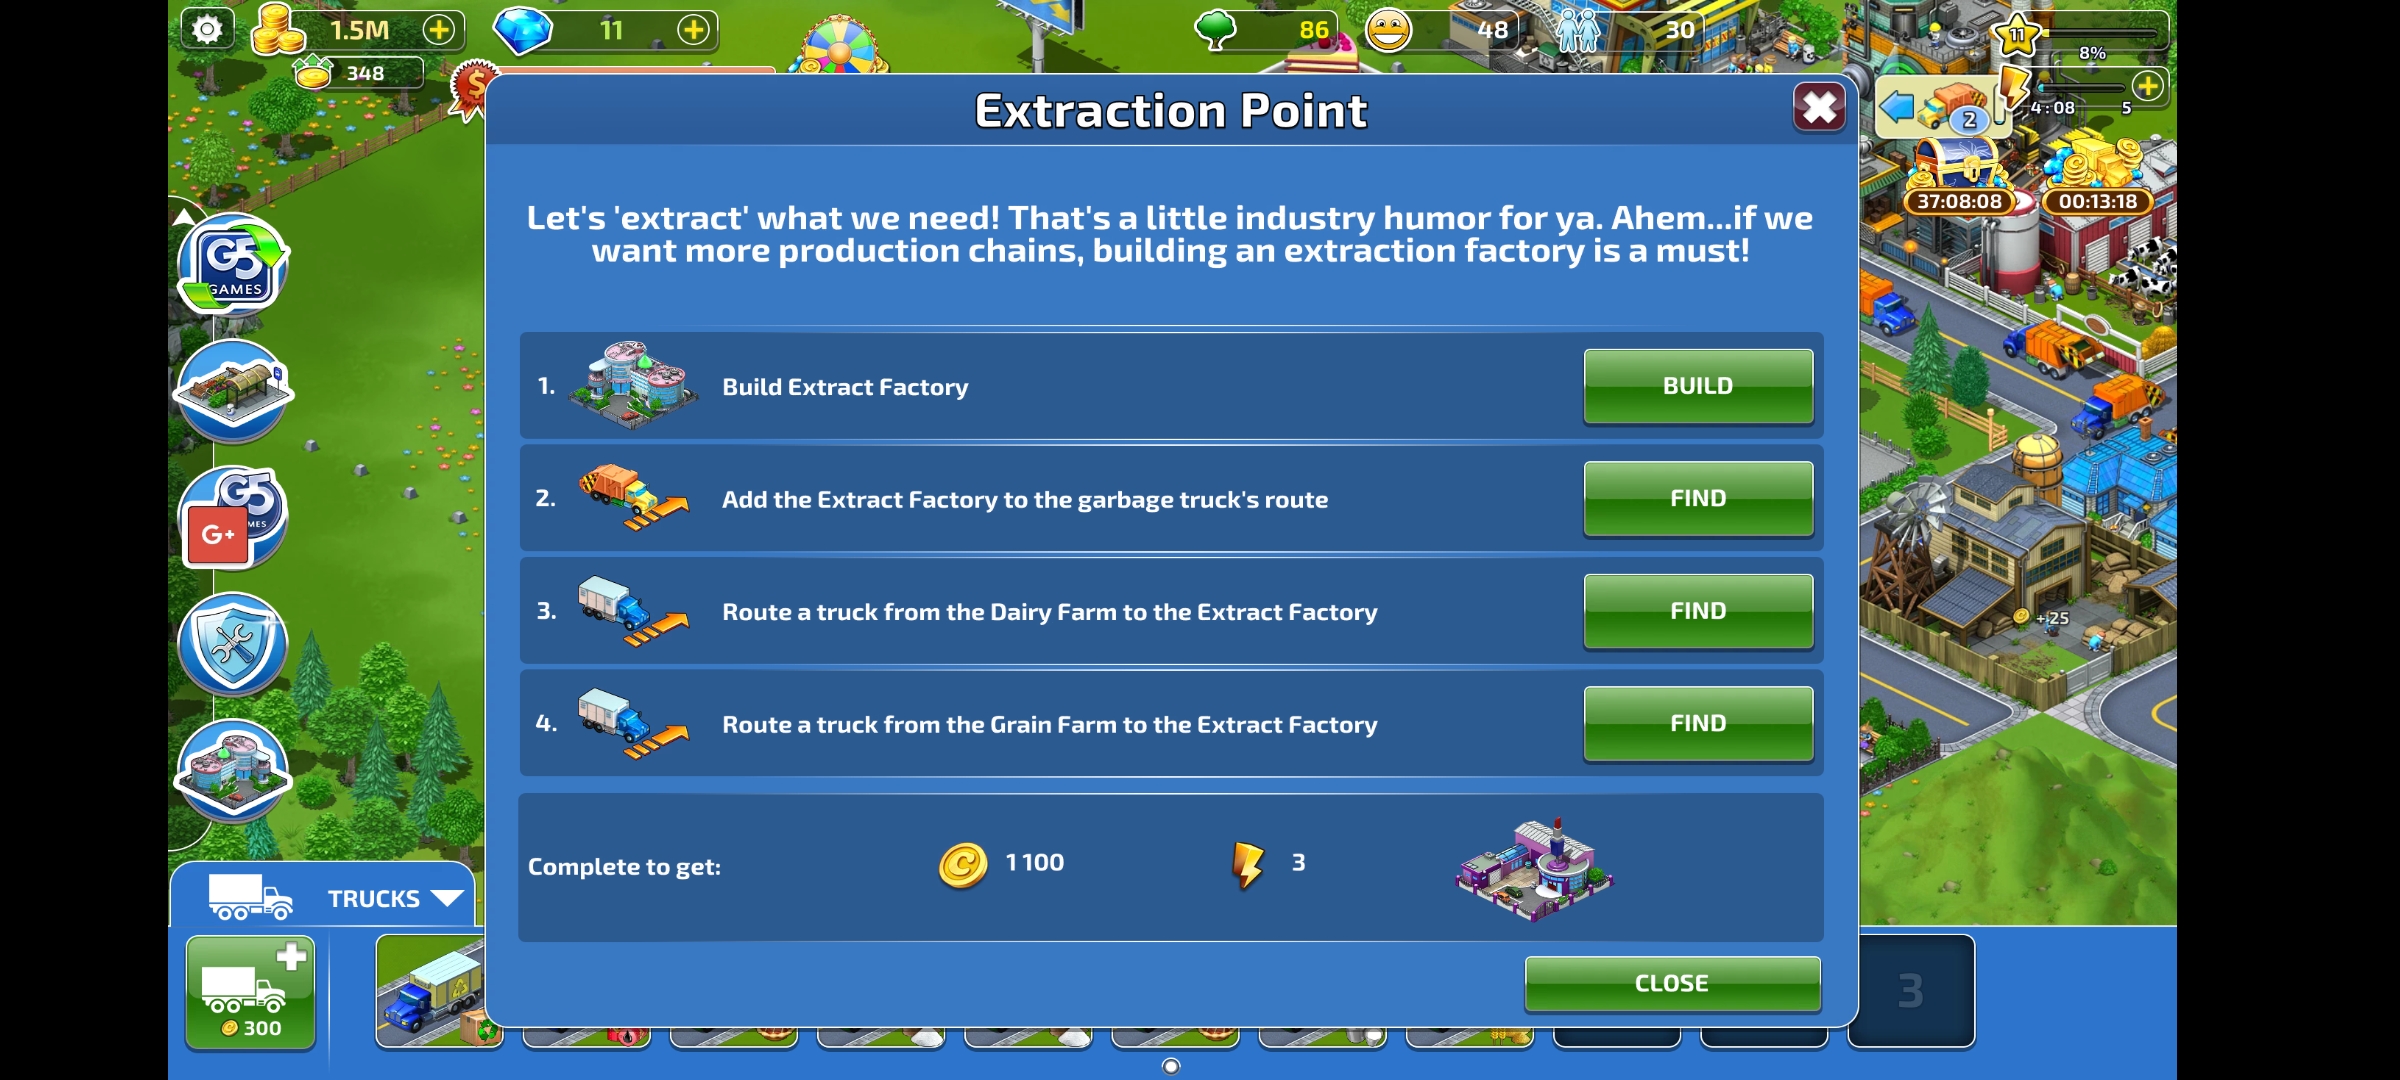 1.5M
11
86
48
30
11
8%
348
4:08
5
2
Extraction Point
37:08:08
00:13:18
Let's 'extract' what we need! That's a little industry humor for ya. Ahem...if we
want more production chains, building an extraction factory is a must!
G5
GAMES
1.
Build Extract Factory
BUILD
2.
Add the Extract Factory to the garbage truck's route
FIND
G5
MES
G+
3.
Route a truck from the Dairy Farm to the Extract Factory
FIND
+25
4.
Route a truck from the Grain Farm to the Extract Factory
FIND
Complete to get:
1100
3
TRUCKS
CLOSE
300
3